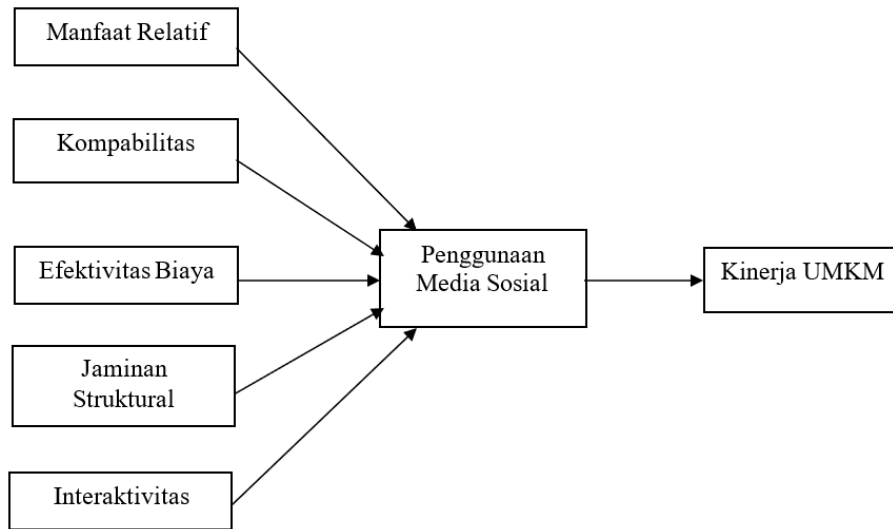 Manfaat Relatif
Kompabilitas
Efektivitas Biaya
Jaminan
Struktural
Interaktivitas
Penggunaan
Media Sosial
Kinerja UMKM